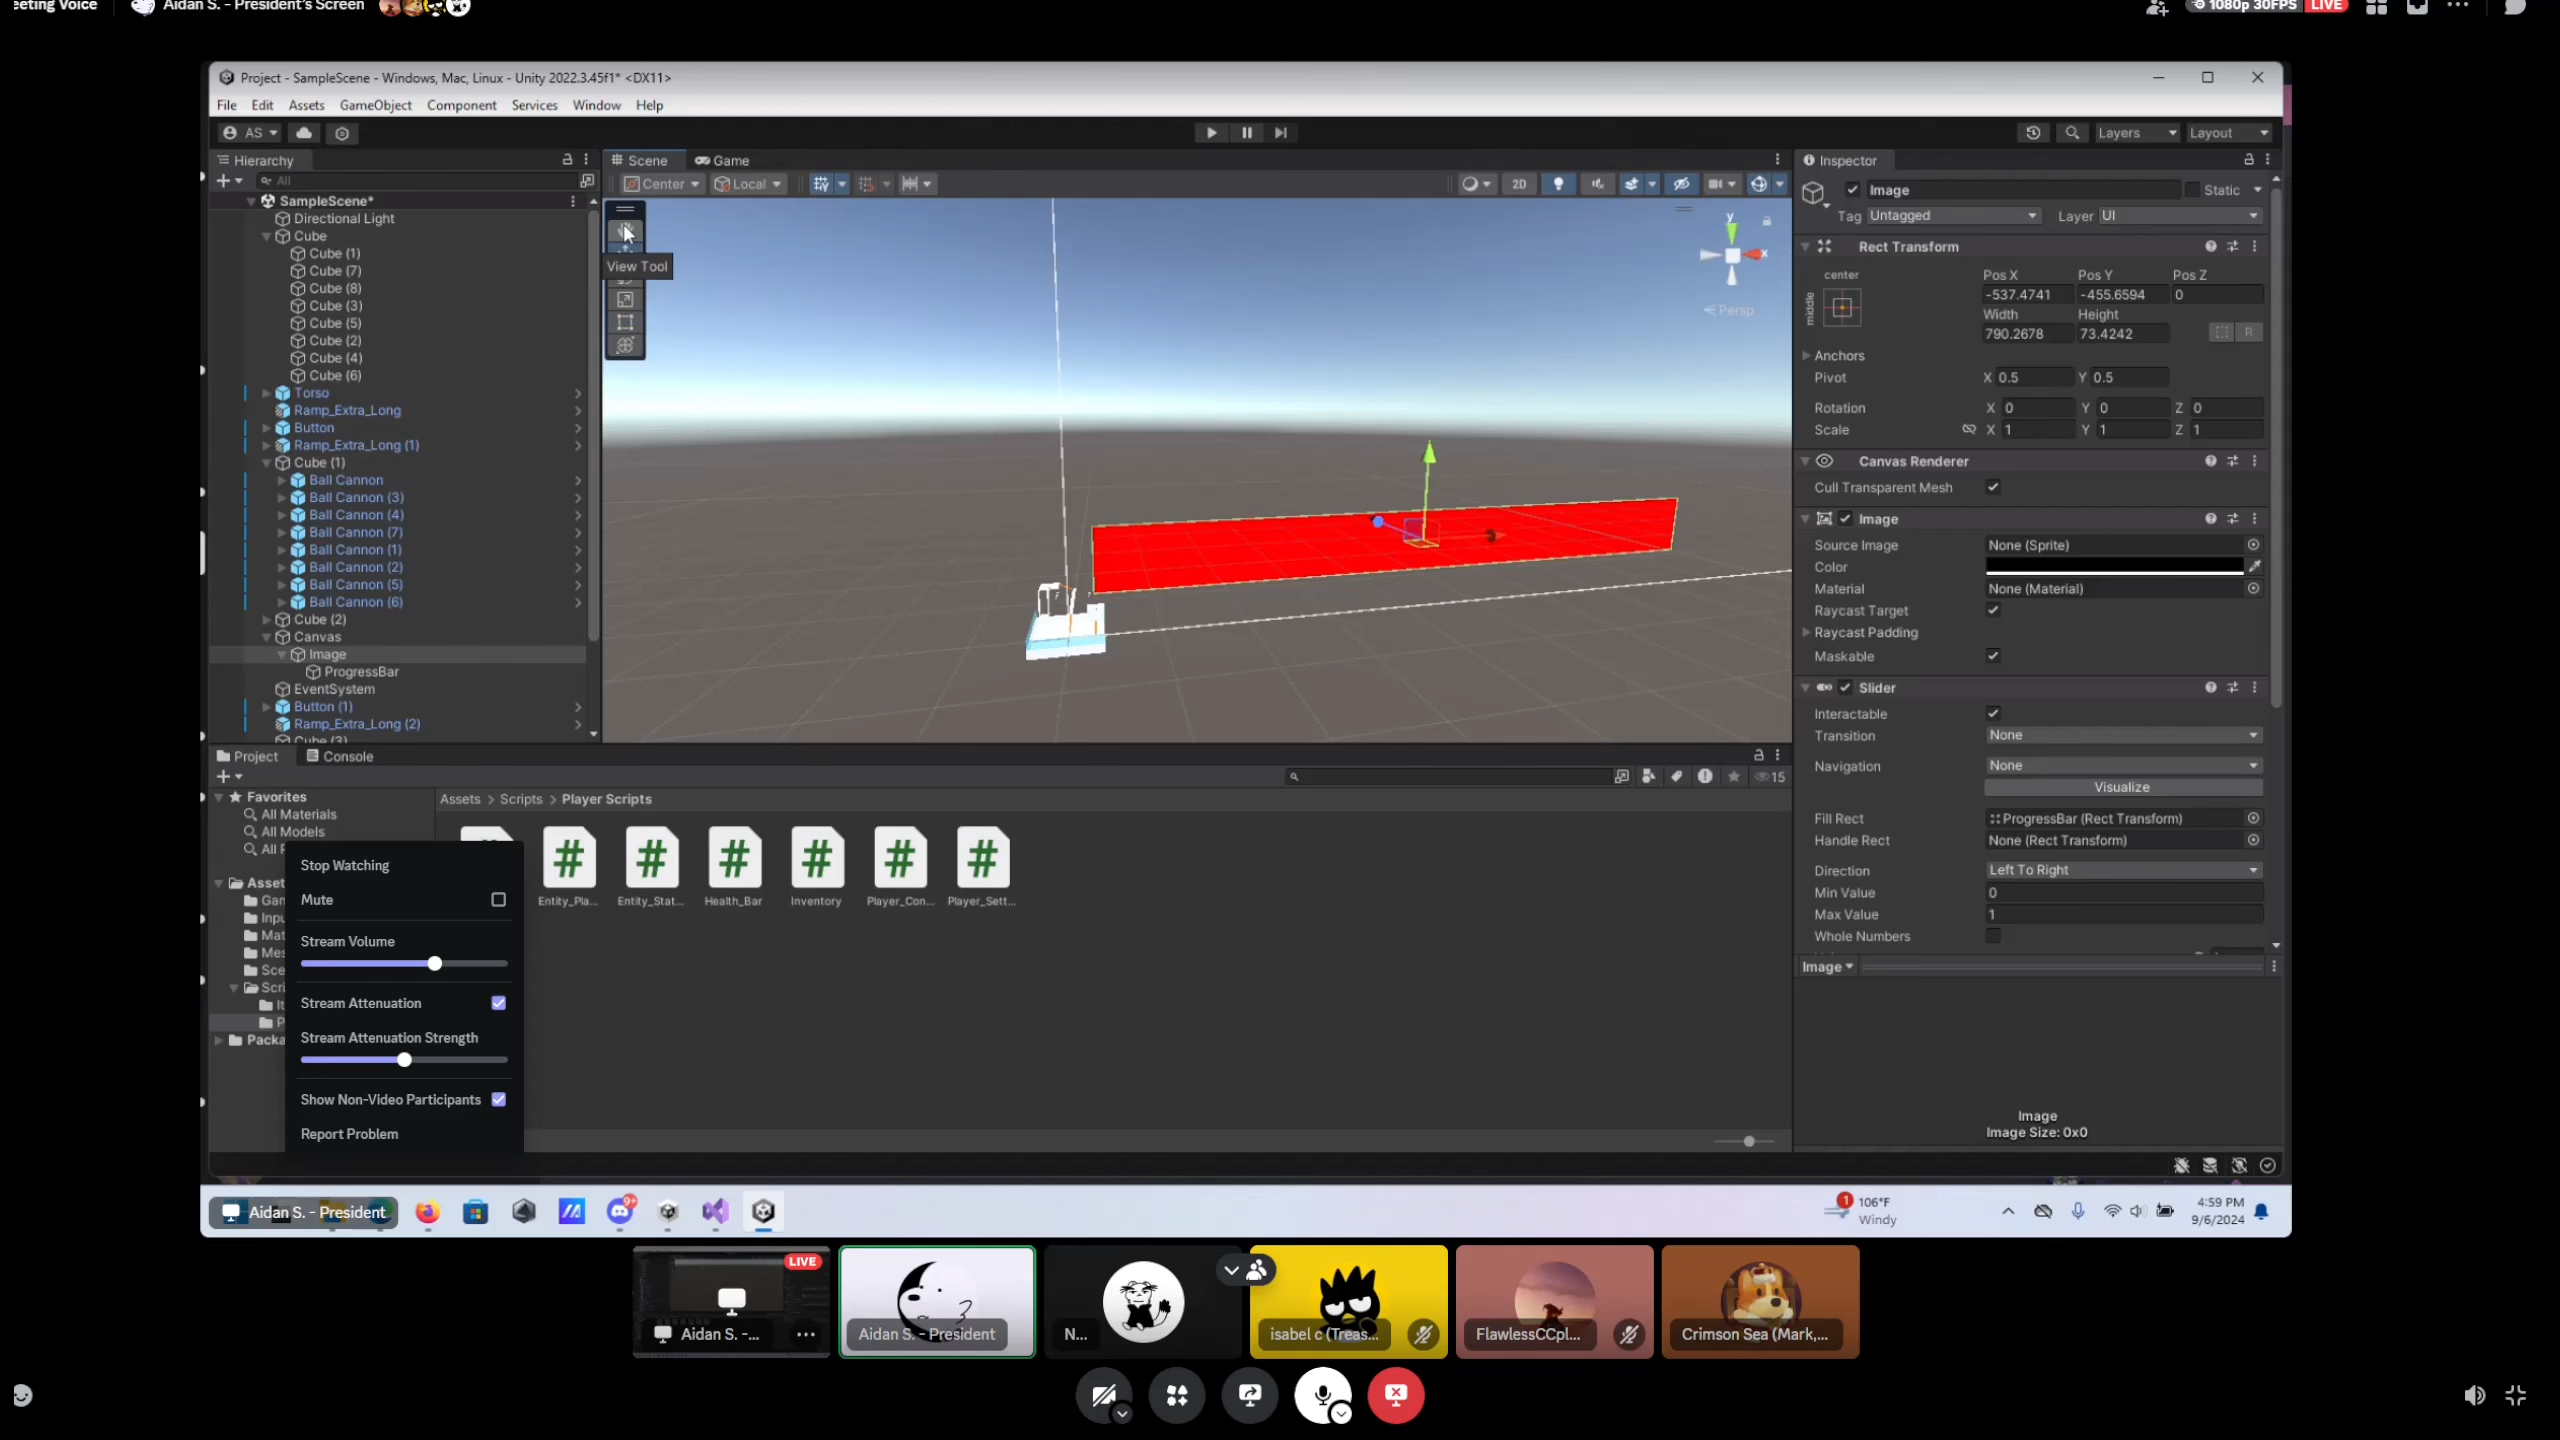 eeting Voice
Aidan S. - President's Screen
1080p 30FPS LIVE
Project - SampleScene - Windows, Mac, Linux - Unity 2022.3.45f1* <DX11>
File Edit Assets GameObject Component Services Window Help
AS
Layers
Layout
Hierarchy
All
SampleScene*
Directional Light
Cube
Cube (1)
Cube (7)
Cube (8)
Cube (3)
Cube (5)
Cube (2)
Cube (4)
Cube (6)
Torso
Ramp_Extra_Long
Button
Ramp_Extra_Long (1)
Cube (1)
Ball Cannon
Ball Cannon (3)
Ball Cannon (4)
Ball Cannon (7)
Ball Cannon (1)
Ball Cannon (2)
Ball Cannon (5)
Ball Cannon (6)
Cube (2)
Canvas
Image
ProgressBar
EventSystem
Button (1)
Ramp_Extra_Long (2)
Cube (3)
Scene
Game
Center
Local
2D
View Tool
y
x
Persp
Inspector
Image
Static
Tag Untagged
Layer UI
Rect Transform
center
middle
Pos X Pos Y Pos Z
-537.4741 -455.6594 0
Width Height
790.2678 73.4242
R
Anchors
Pivot X 0.5 Y 0.5
Rotation X 0 Y 0 Z 0
Scale X 1 Y 1 Z 1
Canvas Renderer
Cull Transparent Mesh
Image
Source Image None (Sprite)
Color
Material None (Material)
Raycast Target
Raycast Padding
Maskable
Slider
Interactable
Transition None
Navigation None
Visualize
Fill Rect ProgressBar (Rect Transform)
Handle Rect None (Rect Transform)
Direction Left To Right
Min Value 0
Max Value 1
Whole Numbers
Image
Image
Image Size: 0x0
Project
Console
15
Favorites
All Materials
All Models
All P
Asset
Gan
Inpu
Mat
Mes
Sce
Scri
It
P
Packa
Assets > Scripts > Player Scripts
Entity_Pla...
Entity_Stat...
Health_Bar
Inventory
Player_Con...
Player_Sett...
Stop Watching
Mute
Stream Volume
Stream Attenuation
Stream Attenuation Strength
Show Non-Video Participants
Report Problem
Aidan S. - President
9+
1
106°F
Windy
4:59 PM
9/6/2024
LIVE
Aidan S. -...
Aidan S. - President
N...
isabel c (Treas...
FlawlessCCpl...
Crimson Sea (Mark,...